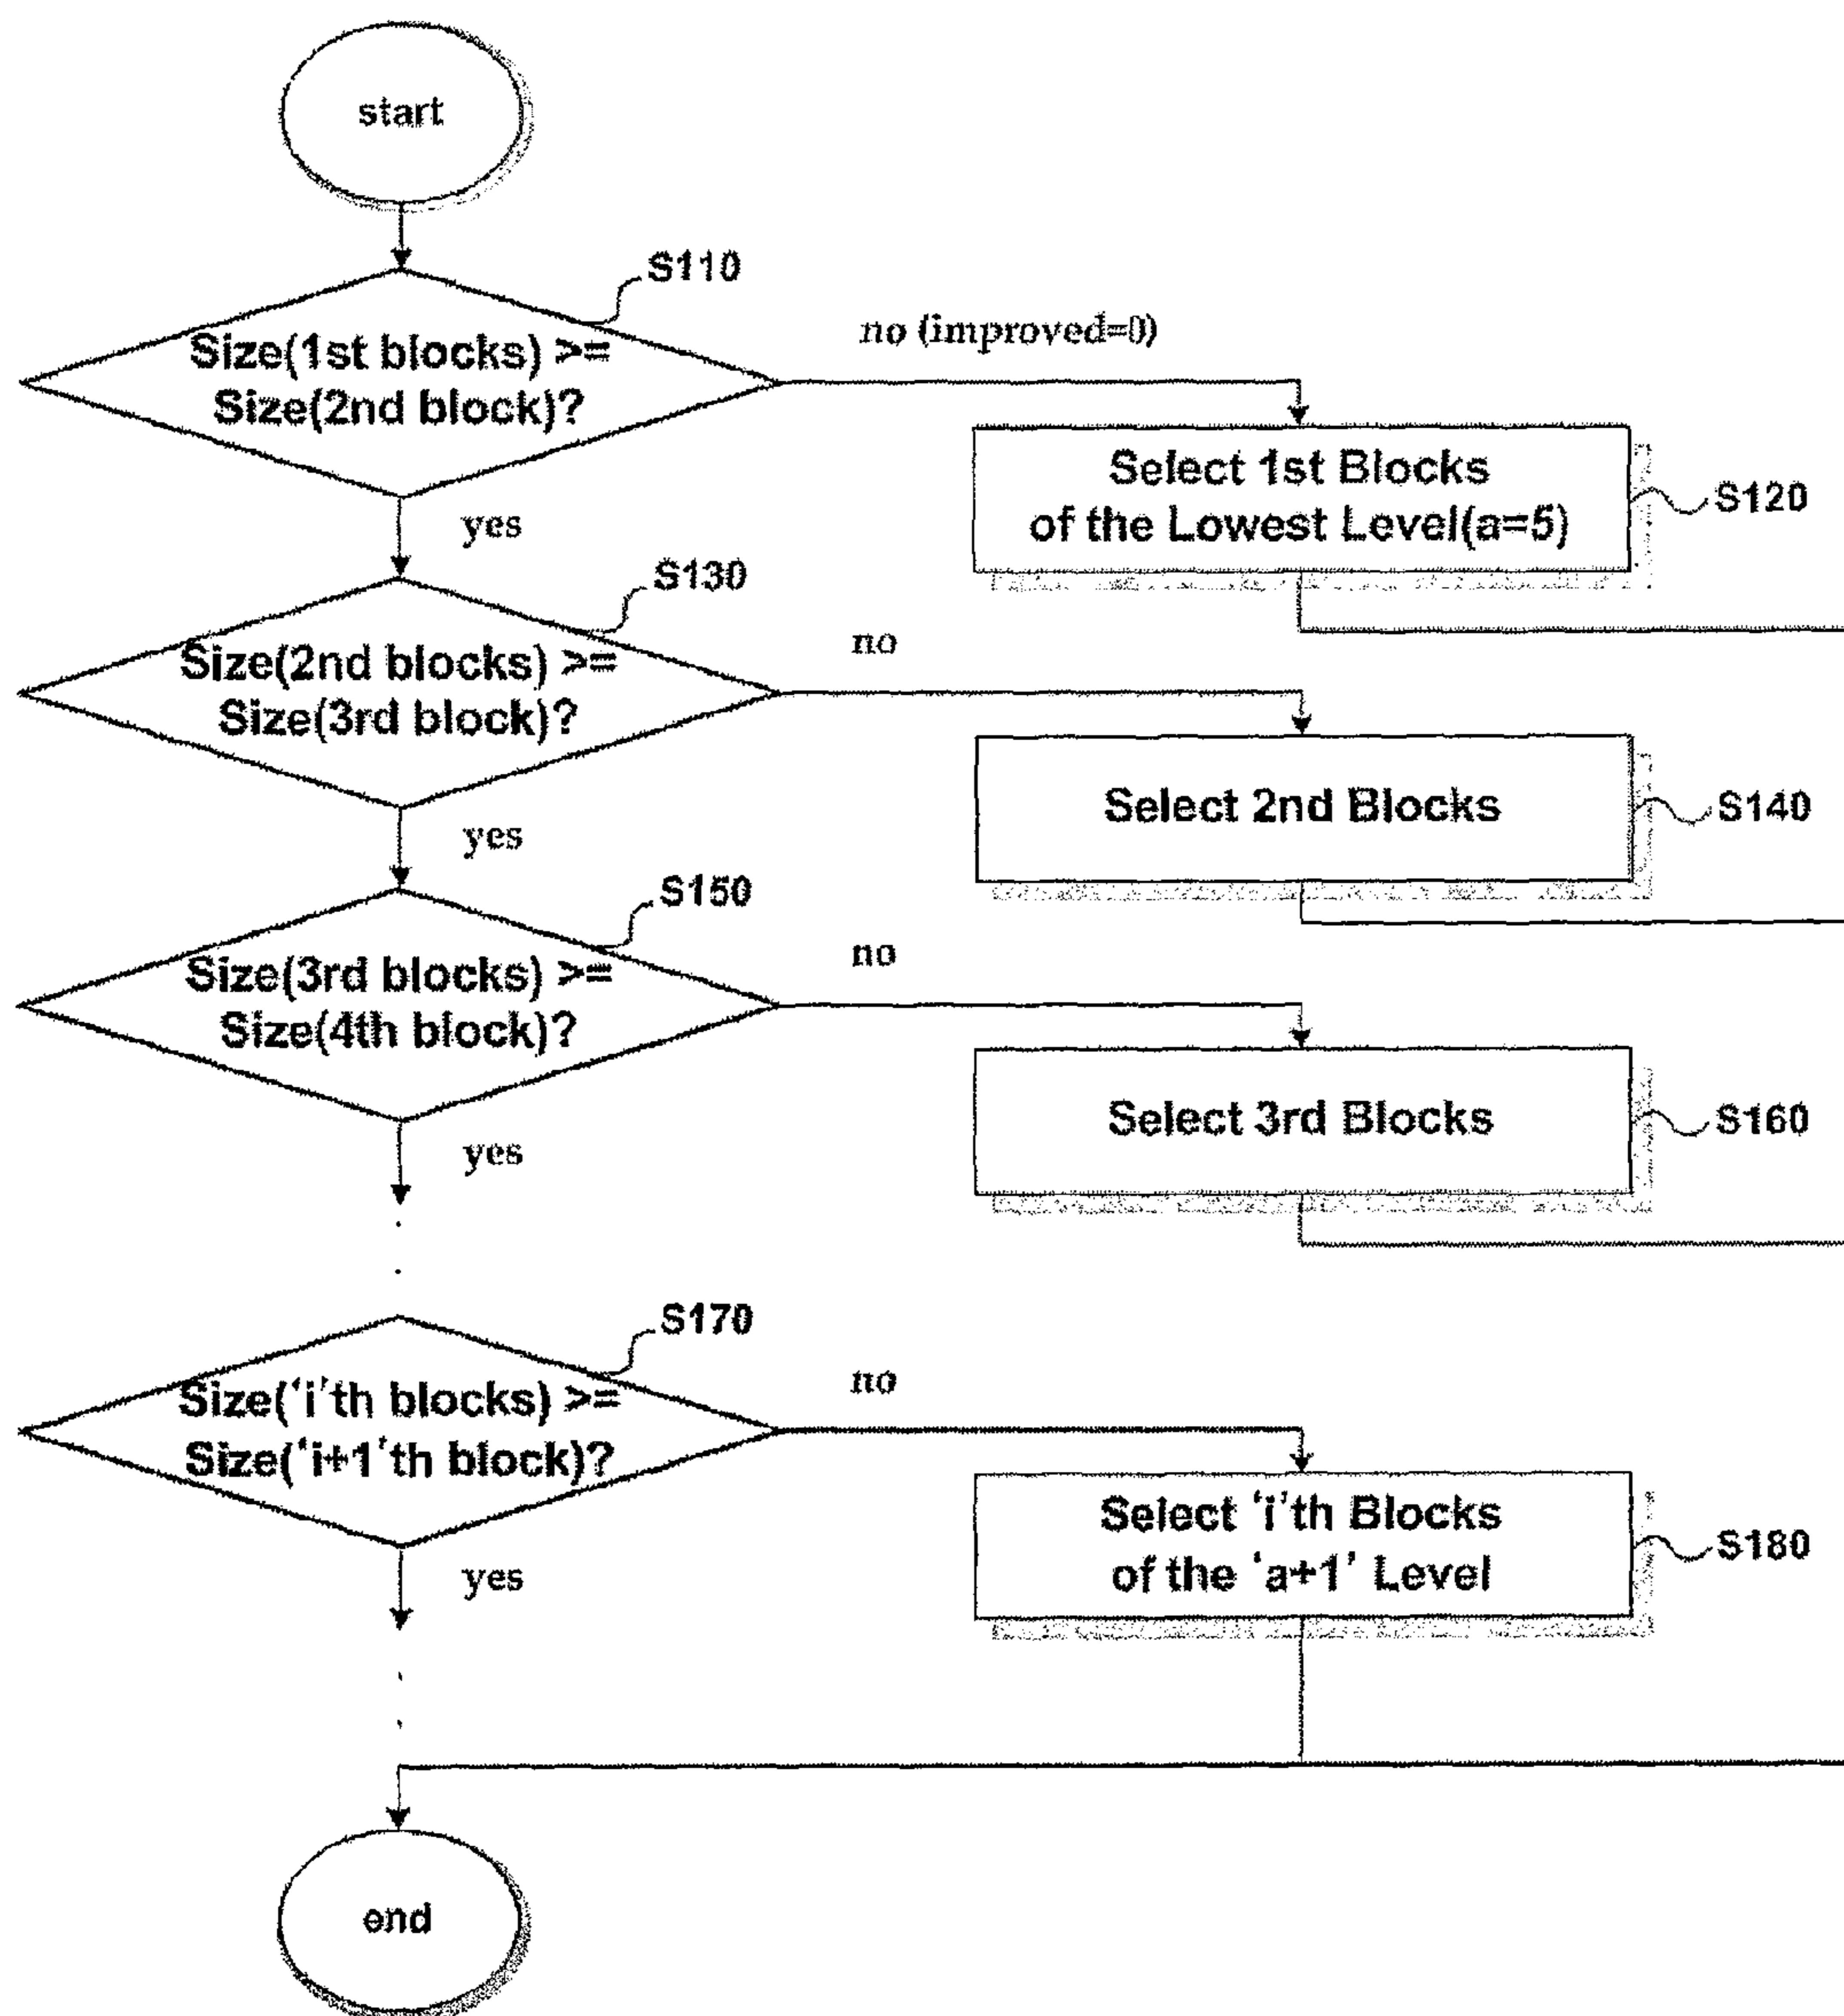 start
S110
Size(1st blocks) >=
Size(2nd block)?
no (improved=0)
Select 1st Blocks
of the Lowest Level(a=5)
S120
yes
S130
Size(2nd blocks) >=
Size(3rd block)?
no
Select 2nd Blocks
S140
yes
S150
Size(3rd blocks) >=
Size(4th block)?
no
Select 3rd Blocks
S160
yes
S170
Size(‘i’th blocks) >=
Size(‘i+1’th block)?
no
Select ‘i’th Blocks
of the ‘a+1’ Level
S180
yes
end